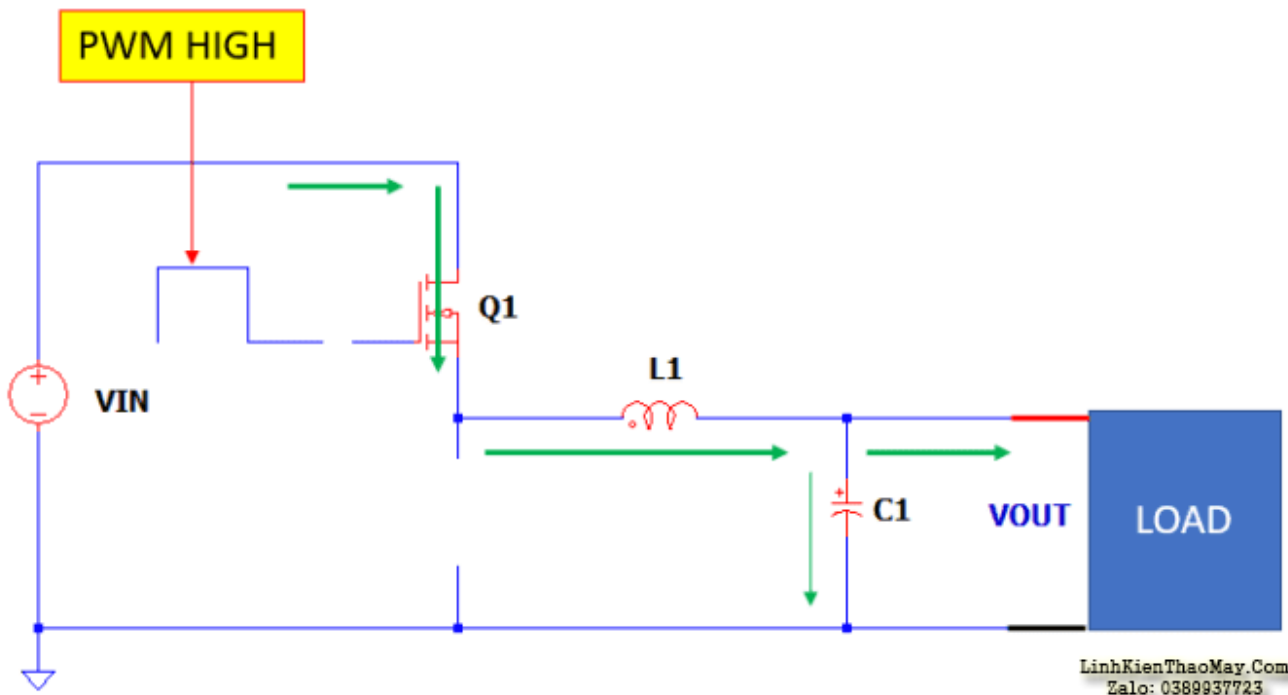 PWM HIGH
Q1
VIN
L1
C1
VOUT
LOAD
LinhKienThaoMay.Com
Zalo: 0389937723